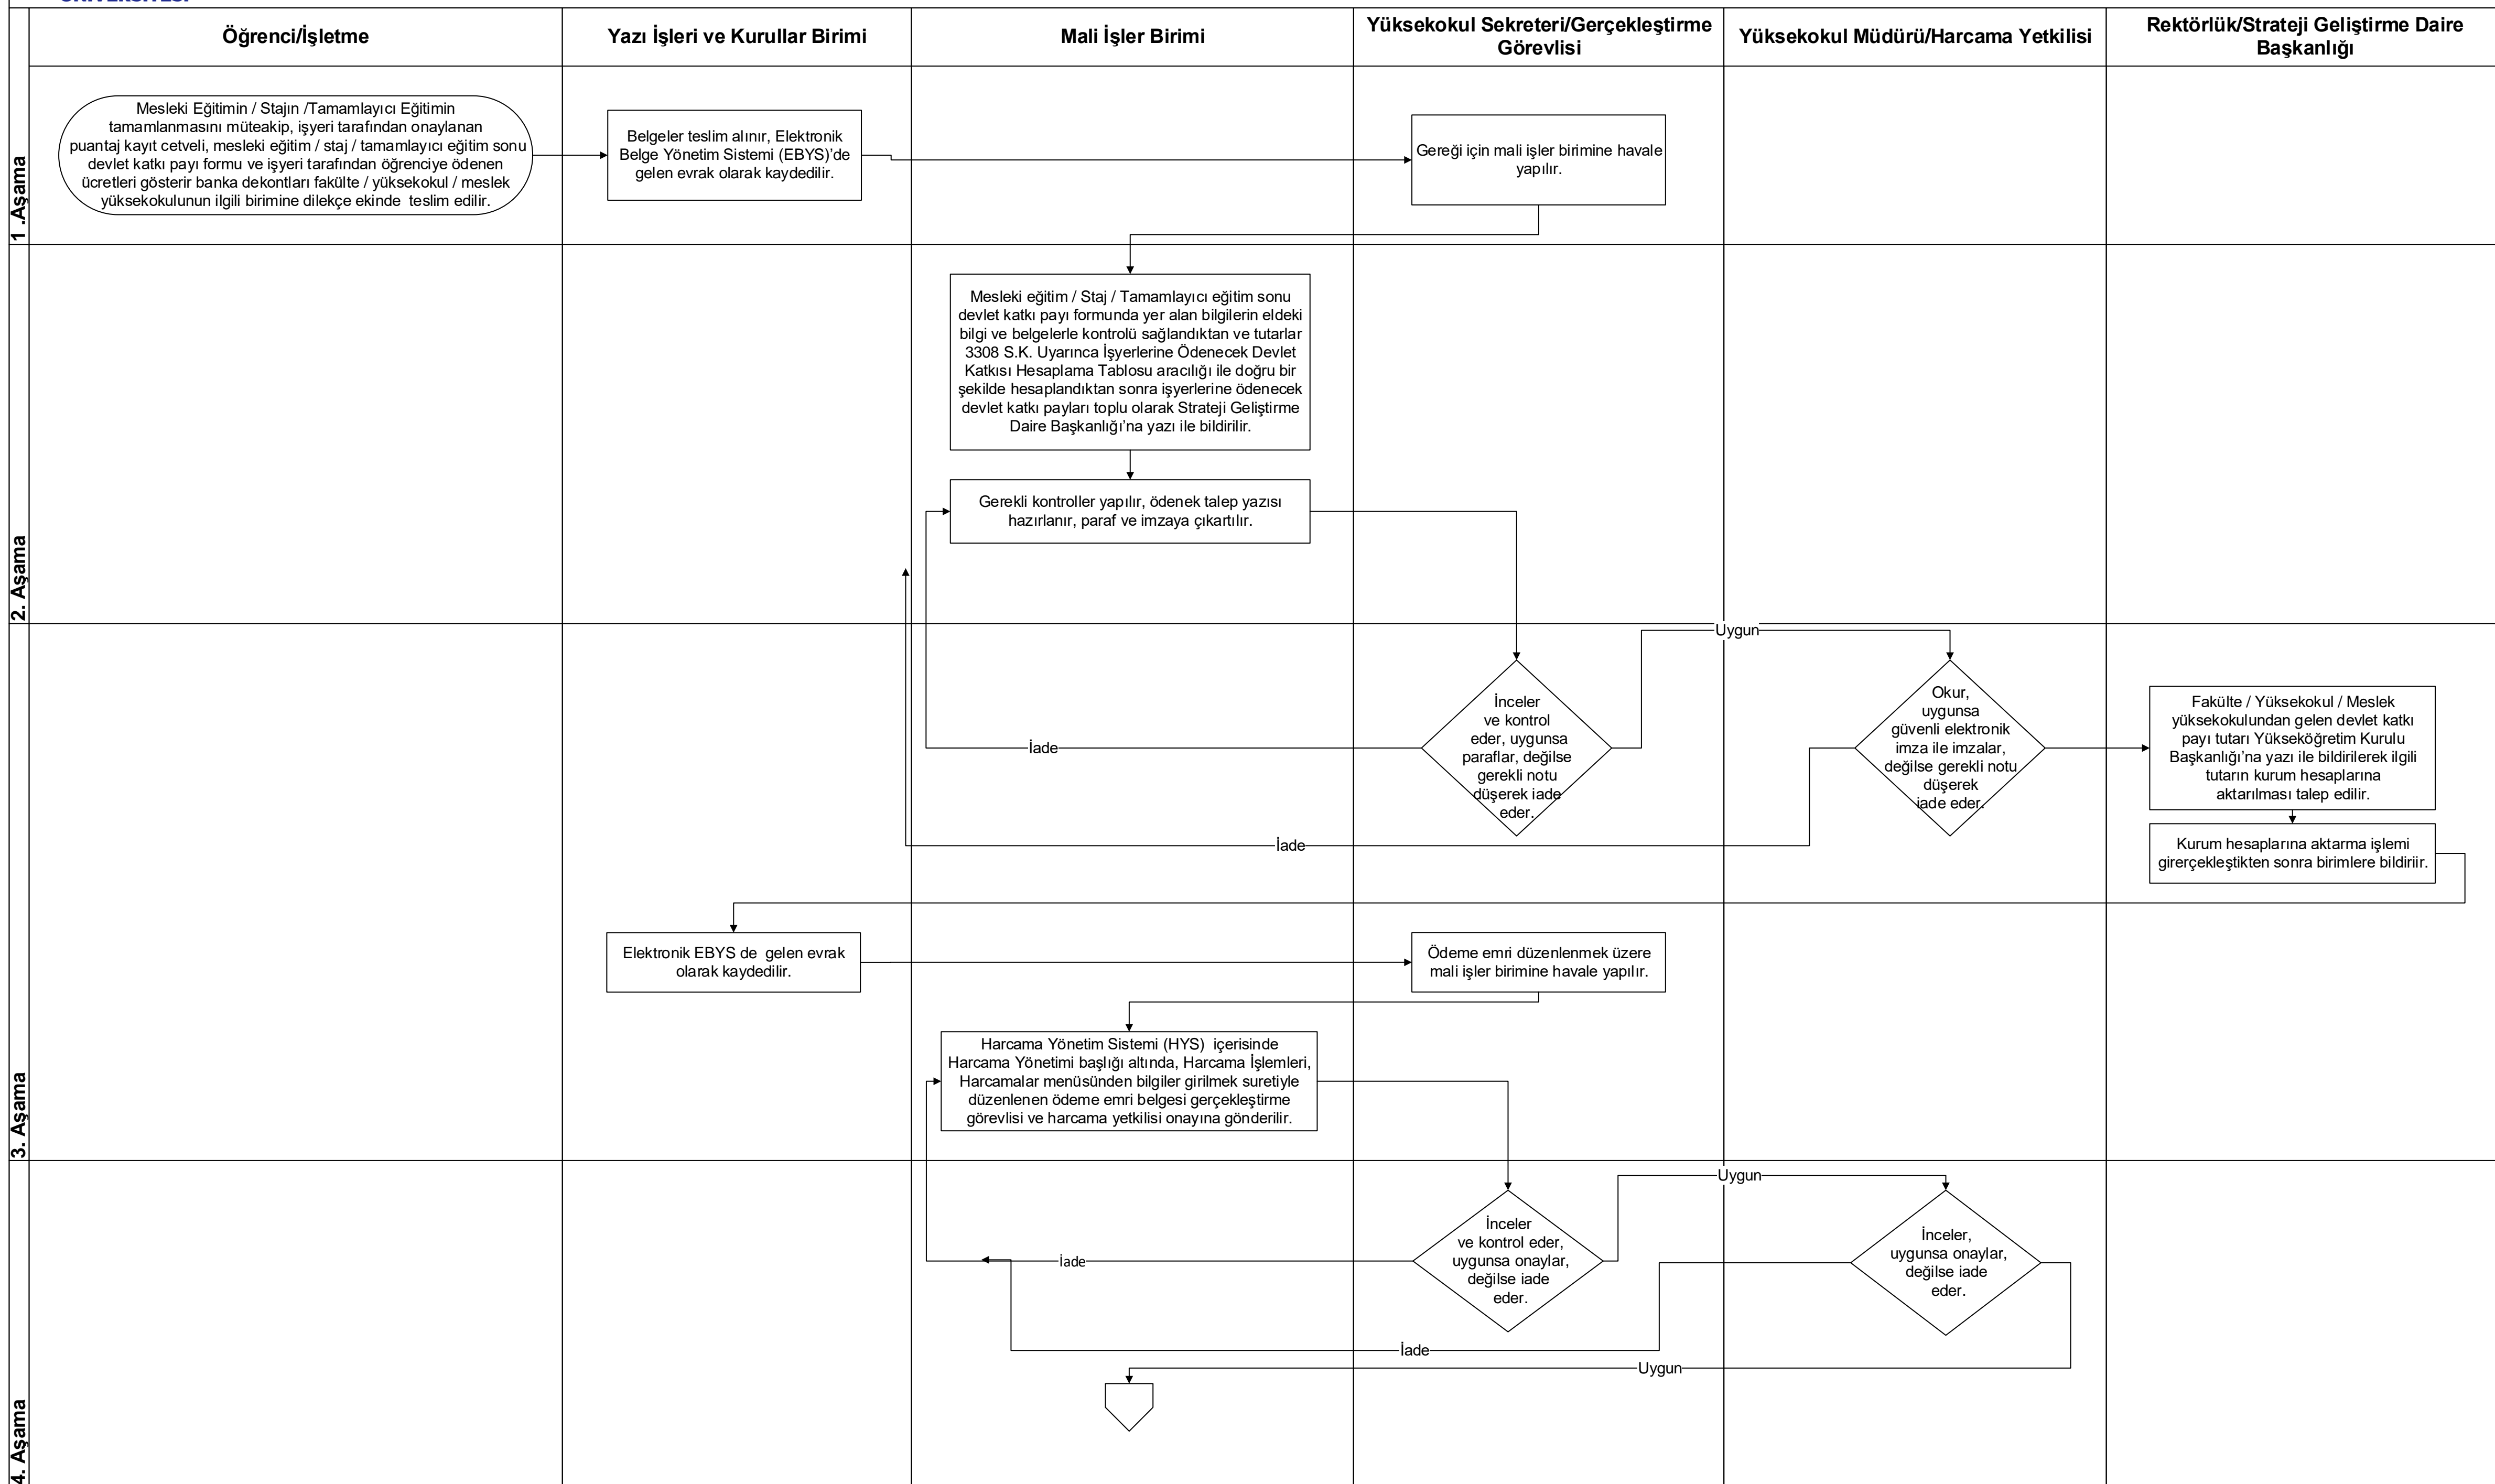 Öğrenci/İşletme
Yazı İşleri ve Kurullar Birimi
Mali İşler Birimi
Yüksekokul Sekreteri/Gerçekleştirme
Görevlisi
Yüksekokul Müdürü/Harcama Yetkilisi
Rektörlük/Strateji Geliştirme Daire
Başkanlığı
1 .Aşama
Mesleki Eğitimin / Stajın /Tamamlayıcı Eğitimin
tamamlanmasını müteakip, işyeri tarafından onaylanan
puantaj kayıt cetveli, mesleki eğitim / staj / tamamlayıcı eğitim sonu
devlet katkı payı formu ve işyeri tarafından öğrenciye ödenen
ücretleri gösterir banka dekontları fakülte / yüksekokul / meslek
yüksekokulunun ilgili birimine dilekçe ekinde  teslim edilir.
Belgeler teslim alınır, Elektronik
Belge Yönetim Sistemi (EBYS)'de
gelen evrak olarak kaydedilir.
Gereği için mali işler birimine havale
yapılır.
2. Aşama
Mesleki eğitim / Staj / Tamamlayıcı eğitim sonu
devlet katkı payı formunda yer alan bilgilerin eldeki
bilgi ve belgelerle kontrolü sağlandıktan ve tutarlar
3308 S.K. Uyarınca İşyerlerine Ödenecek Devlet
Katkısı Hesaplama Tablosu aracılığı ile doğru bir
şekilde hesaplandıktan sonra işyerlerine ödenecek
devlet katkı payları toplu olarak Strateji Geliştirme
Daire Başkanlığı'na yazı ile bildirilir.
Gerekli kontroller yapılır, ödenek talep yazısı
hazırlanır, paraf ve imzaya çıkartılır.
3. Aşama
Uygun
İnceler
ve kontrol
eder, uygunsa
paraflar, değilse
gerekli notu
düşerek iade
eder.
İade
Okur,
uygunsa
güvenli elektronik
imza ile imzalar,
değilse gerekli notu
düşerek
iade eder.
İade
Fakülte / Yüksekokul / Meslek
yüksekokulundan gelen devlet katkı
payı tutarı Yükseköğretim Kurulu
Başkanlığı'na yazı ile bildirilerek ilgili
tutarın kurum hesaplarına
aktarılması talep edilir.
Kurum hesaplarına aktarma işlemi
girerçekleştikten sonra birimlere bildiriir.
Elektronik EBYS de  gelen evrak
olarak kaydedilir.
Ödeme emri düzenlenmek üzere
mali işler birimine havale yapılır.
Harcama Yönetim Sistemi (HYS)  içerisinde
Harcama Yönetimi başlığı altında, Harcama İşlemleri,
Harcamalar menüsünden bilgiler girilmek suretiyle
düzenlenen ödeme emri belgesi gerçekleştirme
görevlisi ve harcama yetkilisi onayına gönderilir.
4. Aşama
Uygun
İnceler
ve kontrol eder,
uygunsa onaylar,
değilse iade
eder.
İade
İnceler,
uygunsa onaylar,
değilse iade
eder.
İade
Uygun